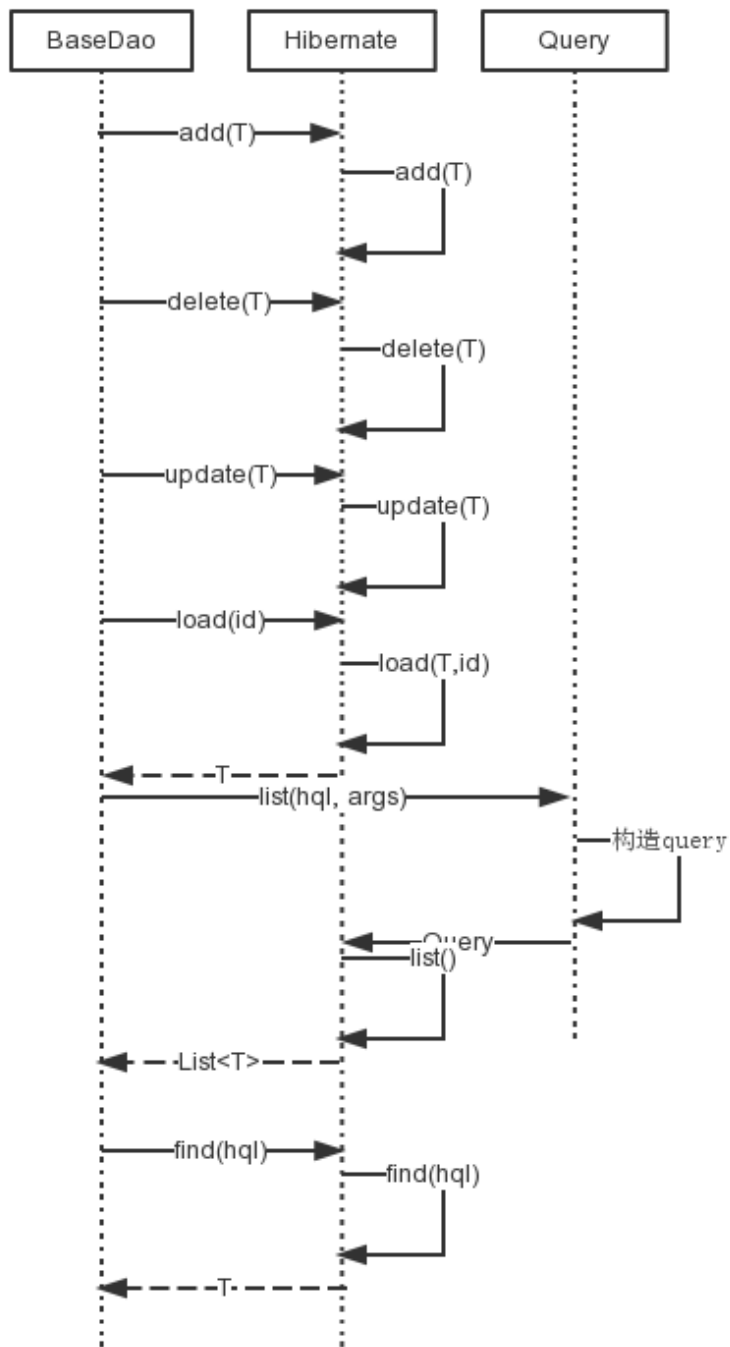 BaseDao
Hibernate
Query
add(T)
add(T)
delete(T)
delete(T)
update(T)
update(T)
load(id)
load(T,id)
T
list(hql, args)
构造query
Query
list()
List<T>
find(hql)
find(hql)
T